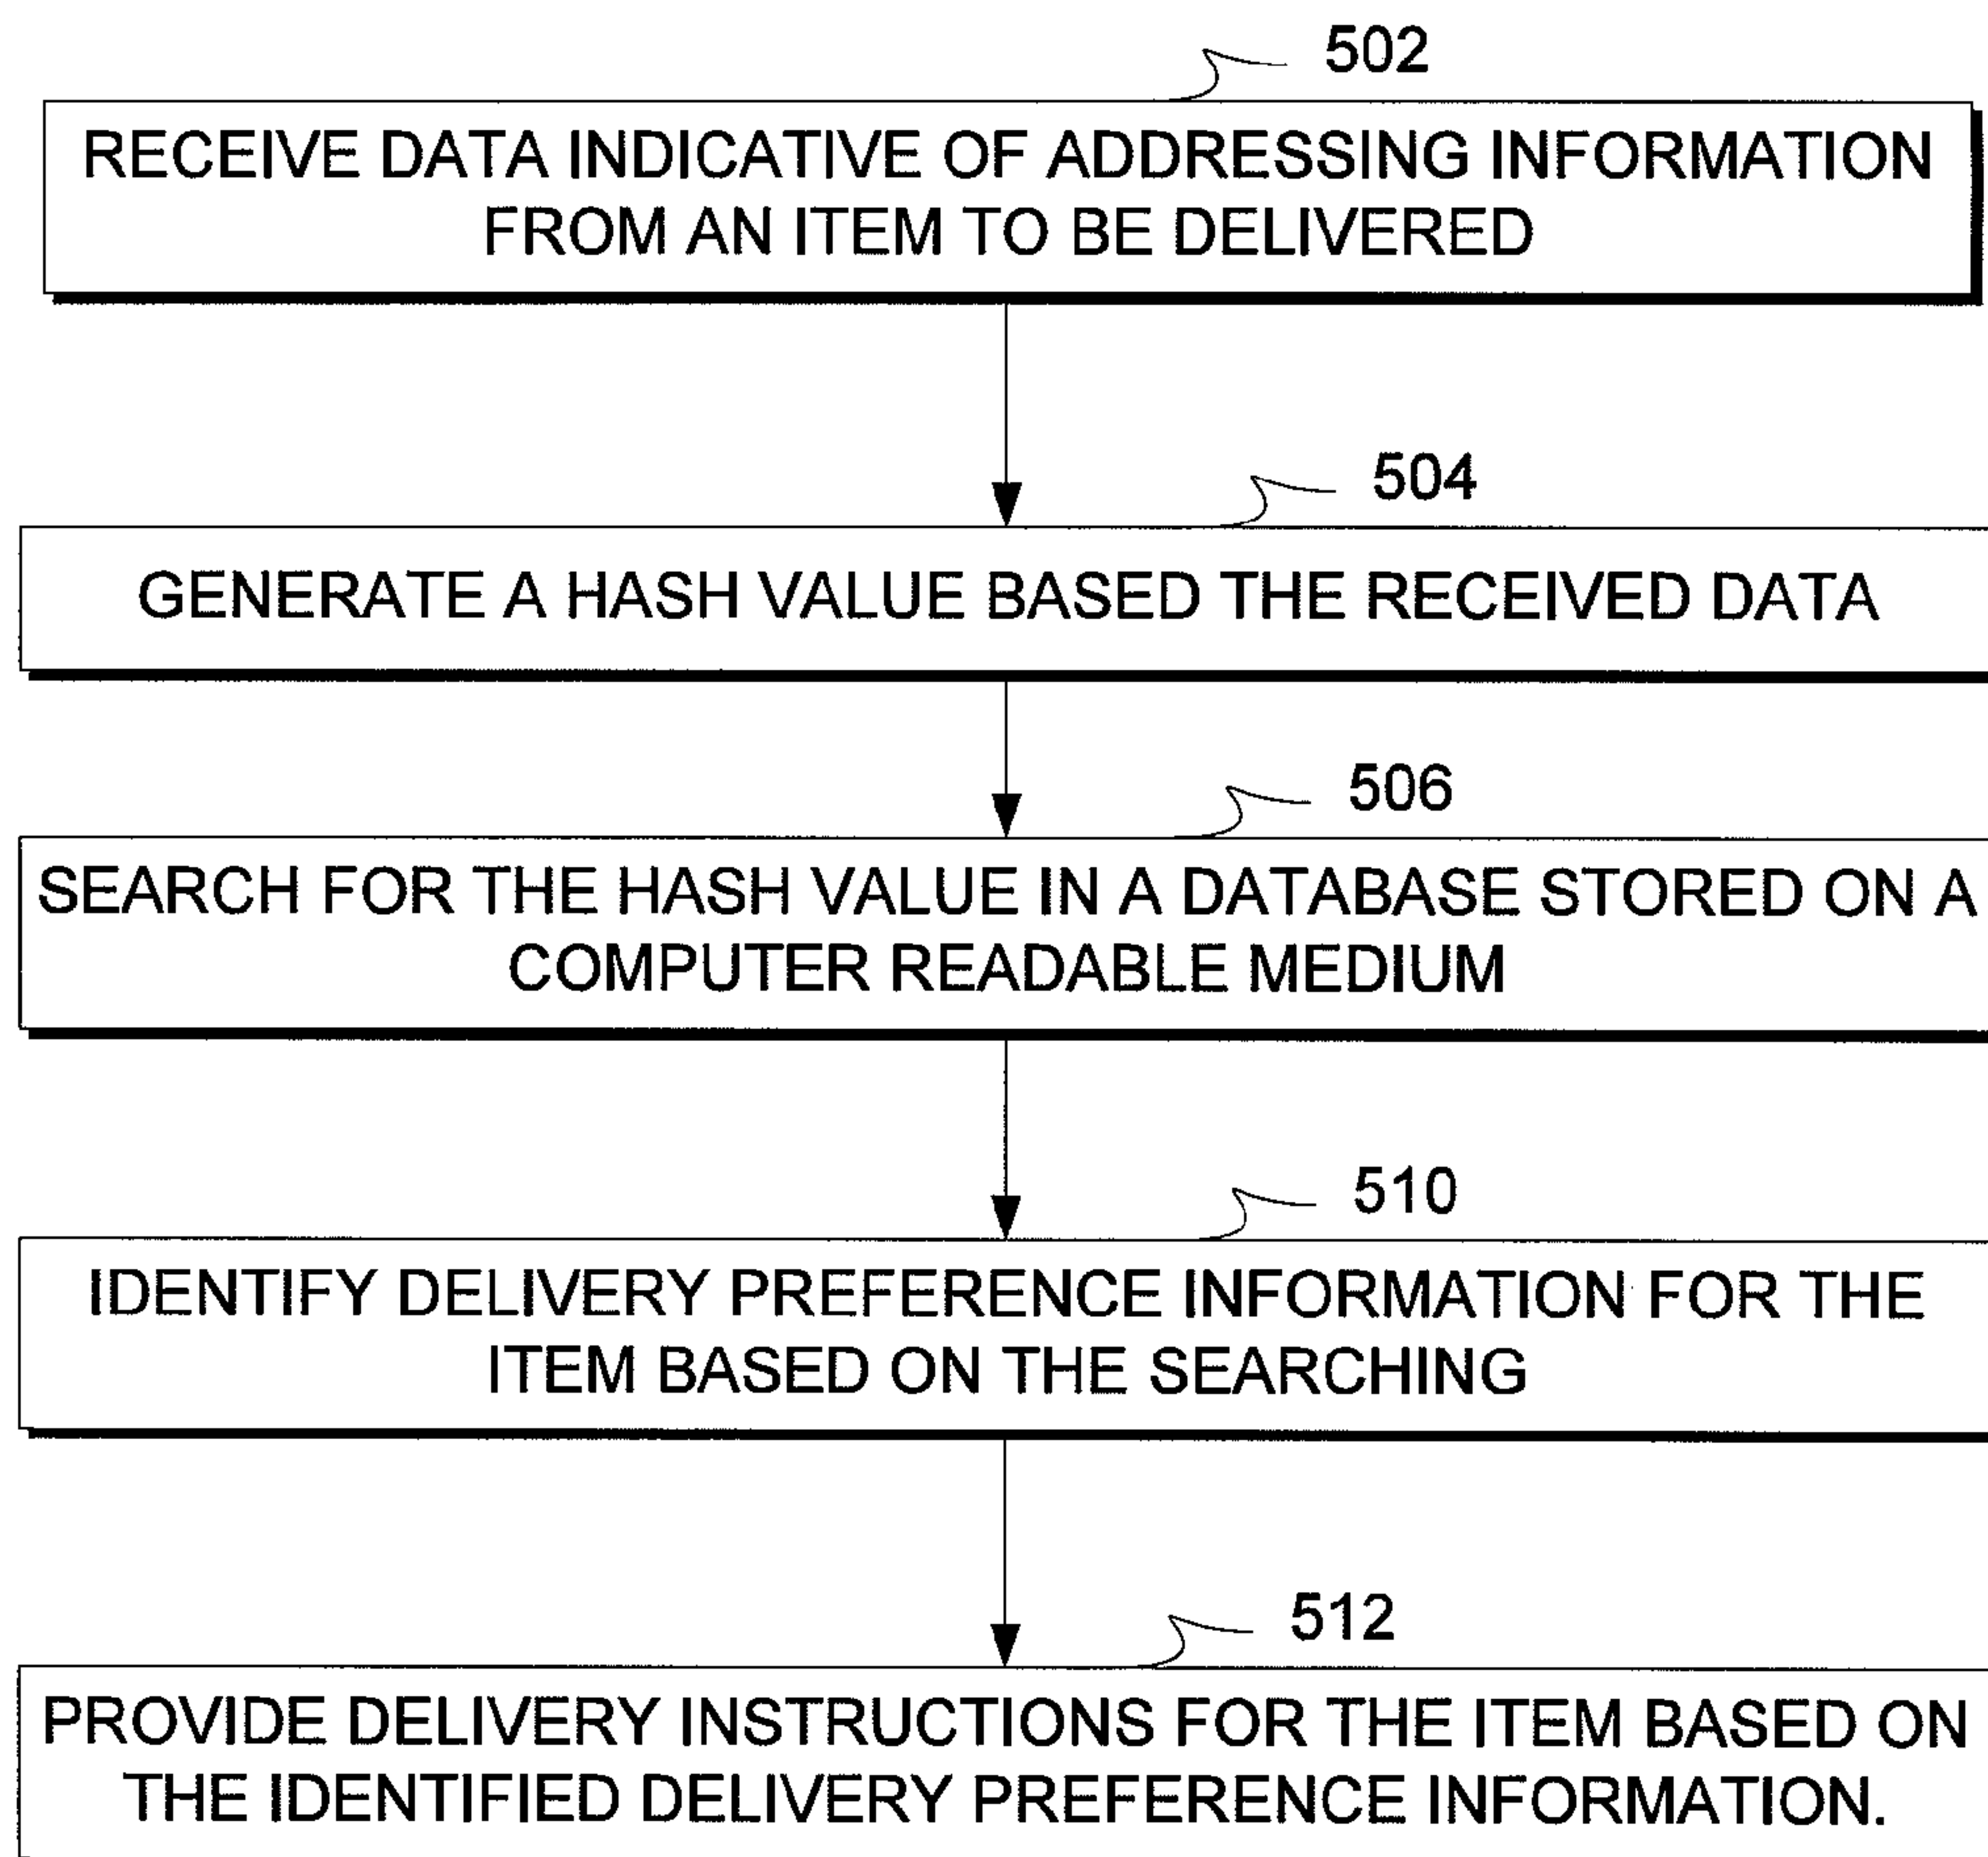 502
RECEIVE DATA INDICATIVE OF ADDRESSING INFORMATION
FROM AN ITEM TO BE DELIVERED
504
GENERATE A HASH VALUE BASED THE RECEIVED DATA
506
SEARCH FOR THE HASH VALUE IN A DATABASE STORED ON A
COMPUTER READABLE MEDIUM
510
IDENTIFY DELIVERY PREFERENCE INFORMATION FOR THE
ITEM BASED ON THE SEARCHING
512
PROVIDE DELIVERY INSTRUCTIONS FOR THE ITEM BASED ON
THE IDENTIFIED DELIVERY PREFERENCE INFORMATION.